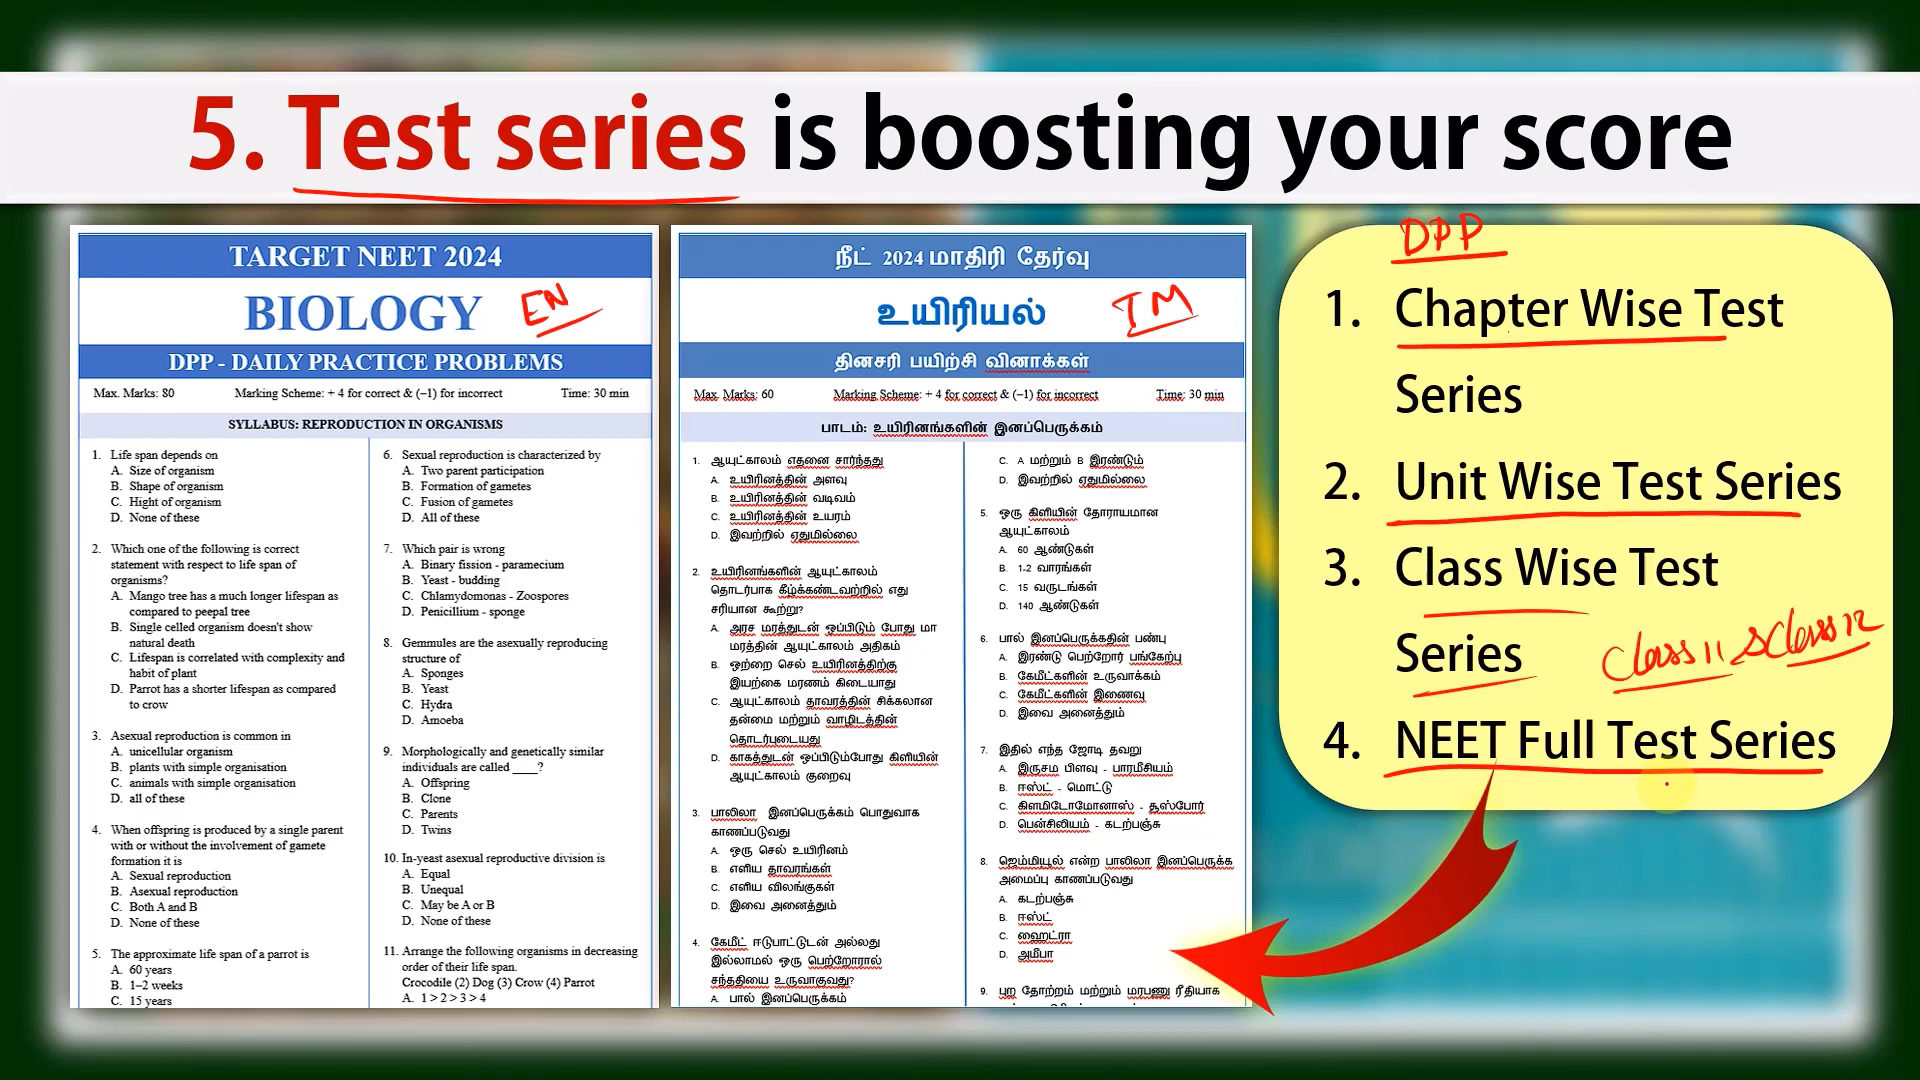 5. Test series is boosting your score
TARGET NEET 2024
BIOLOGY
EN
DPP - DAILY PRACTICE PROBLEMS
Max. Marks: 80 Marking Scheme: + 4 for correct & (–1) for incorrect Time: 30 min
SYLLABUS: REPRODUCTION IN ORGANISMS
1. Life span depends on
A. Size of organism
B. Shape of organism
C. Hight of organism
D. None of these
2. Which one of the following is correct
statement with respect to life span of
organisms?
A. Mango tree has a much longer lifespan as
compared to peepal tree
B. Single celled organism doesn't show
natural death
C. Lifespan is correlated with complexity and
habit of plant
D. Parrot has a shorter lifespan as compared
to crow
3. Asexual reproduction is common in
A. unicellular organism
B. plants with simple organisation
C. animals with simple organisation
D. all of these
4. When offspring is produced by a single parent
with or without the involvement of gamete
formation it is
A. Sexual reproduction
B. Asexual reproduction
C. Both A and B
D. None of these
5. The approximate life span of a parrot is
A. 60 years
B. 1–2 weeks
C. 15 years
6. Sexual reproduction is characterized by
A. Two parent participation
B. Formation of gametes
C. Fusion of gametes
D. All of these
7. Which pair is wrong
A. Binary fission - paramecium
B. Yeast - budding
C. Chlamydomonas - Zoospores
D. Penicillium - sponge
8. Gemmules are the asexually reproducing
structure of
A. Sponges
B. Yeast
C. Hydra
D. Amoeba
9. Morphologically and genetically similar
individuals are called ____?
A. Offspring
B. Clone
C. Parents
D. Twins
10. In-yeast asexual reproductive division is
A. Equal
B. Unequal
C. May be A or B
D. None of these
11. Arrange the following organisms in decreasing
order of their life span.
Crocodile (2) Dog (3) Crow (4) Parrot
A. 1 > 2 > 3 > 4
நீட் 2024 மாதிரி தேர்வு
உயிரியல்
TM
தினசரி பயிற்சி வினாக்கள்
Max. Marks: 60 Marking Scheme: + 4 for correct & (–1) for incorrect Time: 30 min
பாடம்: உயிரினங்களின் இனப்பெருக்கம்
1. ஆயுட்காலம் எதனை சார்ந்தது
A. உயிரினத்தின் அளவு
B. உயிரினத்தின் வடிவம்
C. உயிரினத்தின் உயரம்
D. இவற்றில் ஏதுமில்லை
2. உயிரினங்களின் ஆயுட்காலம்
தொடர்பாக கீழ்க்கண்டவற்றில் எது
சரியான கூற்று?
A. அரச மரத்துடன் ஒப்பிடும் போது மா
மரத்தின் ஆயுட்காலம் அதிகம்
B. ஒற்றை செல் உயிரினத்திற்கு
இயற்கை மரணம் கிடையாது
C. ஆயுட்காலம் தாவரத்தின் சிக்கலான
தன்மை மற்றும் வாழிடத்தின்
தொடர்புடையது
D. காகத்துடன் ஒப்பிடும்போது கிளியின்
ஆயுட்காலம் குறைவு
3. பாலிலா இனப்பெருக்கம் பொதுவாக
காணப்படுவது
A. ஒரு செல் உயிரினம்
B. எளிய தாவரங்கள்
C. எளிய விலங்குகள்
D. இவை அனைத்தும்
4. கேமீட் ஈடுபாட்டுடன் அல்லது
இல்லாமல் ஒரு பெற்றோரால்
சந்ததியை உருவாகுவது?
A. பால் இனப்பெருக்கம்
C. A மற்றும் B இரண்டும்
D. இவற்றில் ஏதுமில்லை
5. ஒரு கிளியின் தோராயமான
ஆயுட்காலம்
A. 60 ஆண்டுகள்
B. 1-2 வாரங்கள்
C. 15 வருடங்கள்
D. 140 ஆண்டுகள்
6. பால் இனப்பெருக்கதின் பண்பு
A. இரண்டு பெற்றோர் பங்கேற்பு
B. கேமீட்களின் உருவாக்கம்
C. கேமீட்களின் இணைவு
D. இவை அனைத்தும்
7. இதில் எந்த ஜோடி தவறு
A. இருசம பிளவு - பாரமீசியம்
B. ஈஸ்ட் - மொட்டு
C. கிளமிடோமோனாஸ் - சூஸ்போர்
D. பென்சிலியம் - கடற்பஞ்சு
8. ஜெம்மியூல் என்ற பாலிலா இனப்பெருக்க
அமைப்பு காணப்படுவது
A. கடற்பஞ்சு
B. ஈஸ்ட்
C. ஹைட்ரா
D. அமீபா
9. புற தோற்றம் மற்றும் மரபணு ரீதியாக
DPP
1. Chapter Wise Test
Series
2. Unit Wise Test Series
3. Class Wise Test
Series
Class 11 & Class 12
4. NEET Full Test Series